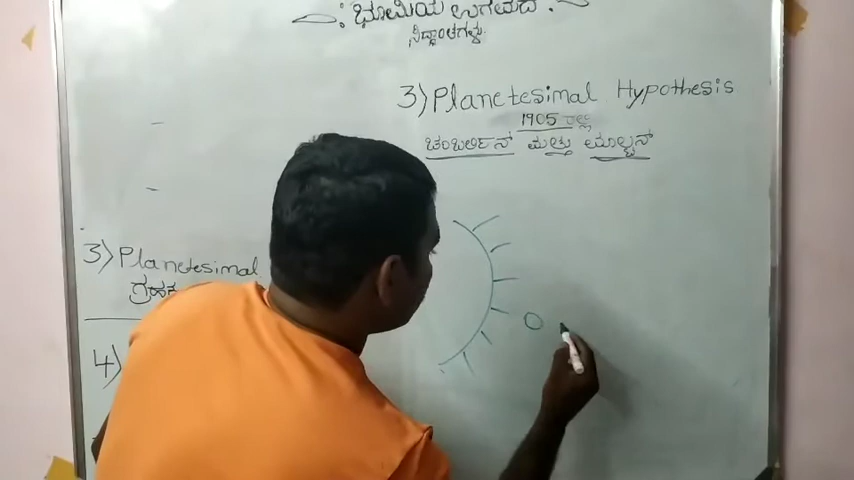 : ಭೂಮಿಯ ಉಗಮದ :
ಸಿದ್ಧಾಂತಗಳು
3) Planetesimal Hypothesis
1905 ರಲ್ಲಿ
ಚಂಬರ್ಲಿನ್ ಮತ್ತು ಮೌಲ್ಟನ್
3) Planetesimal
4)